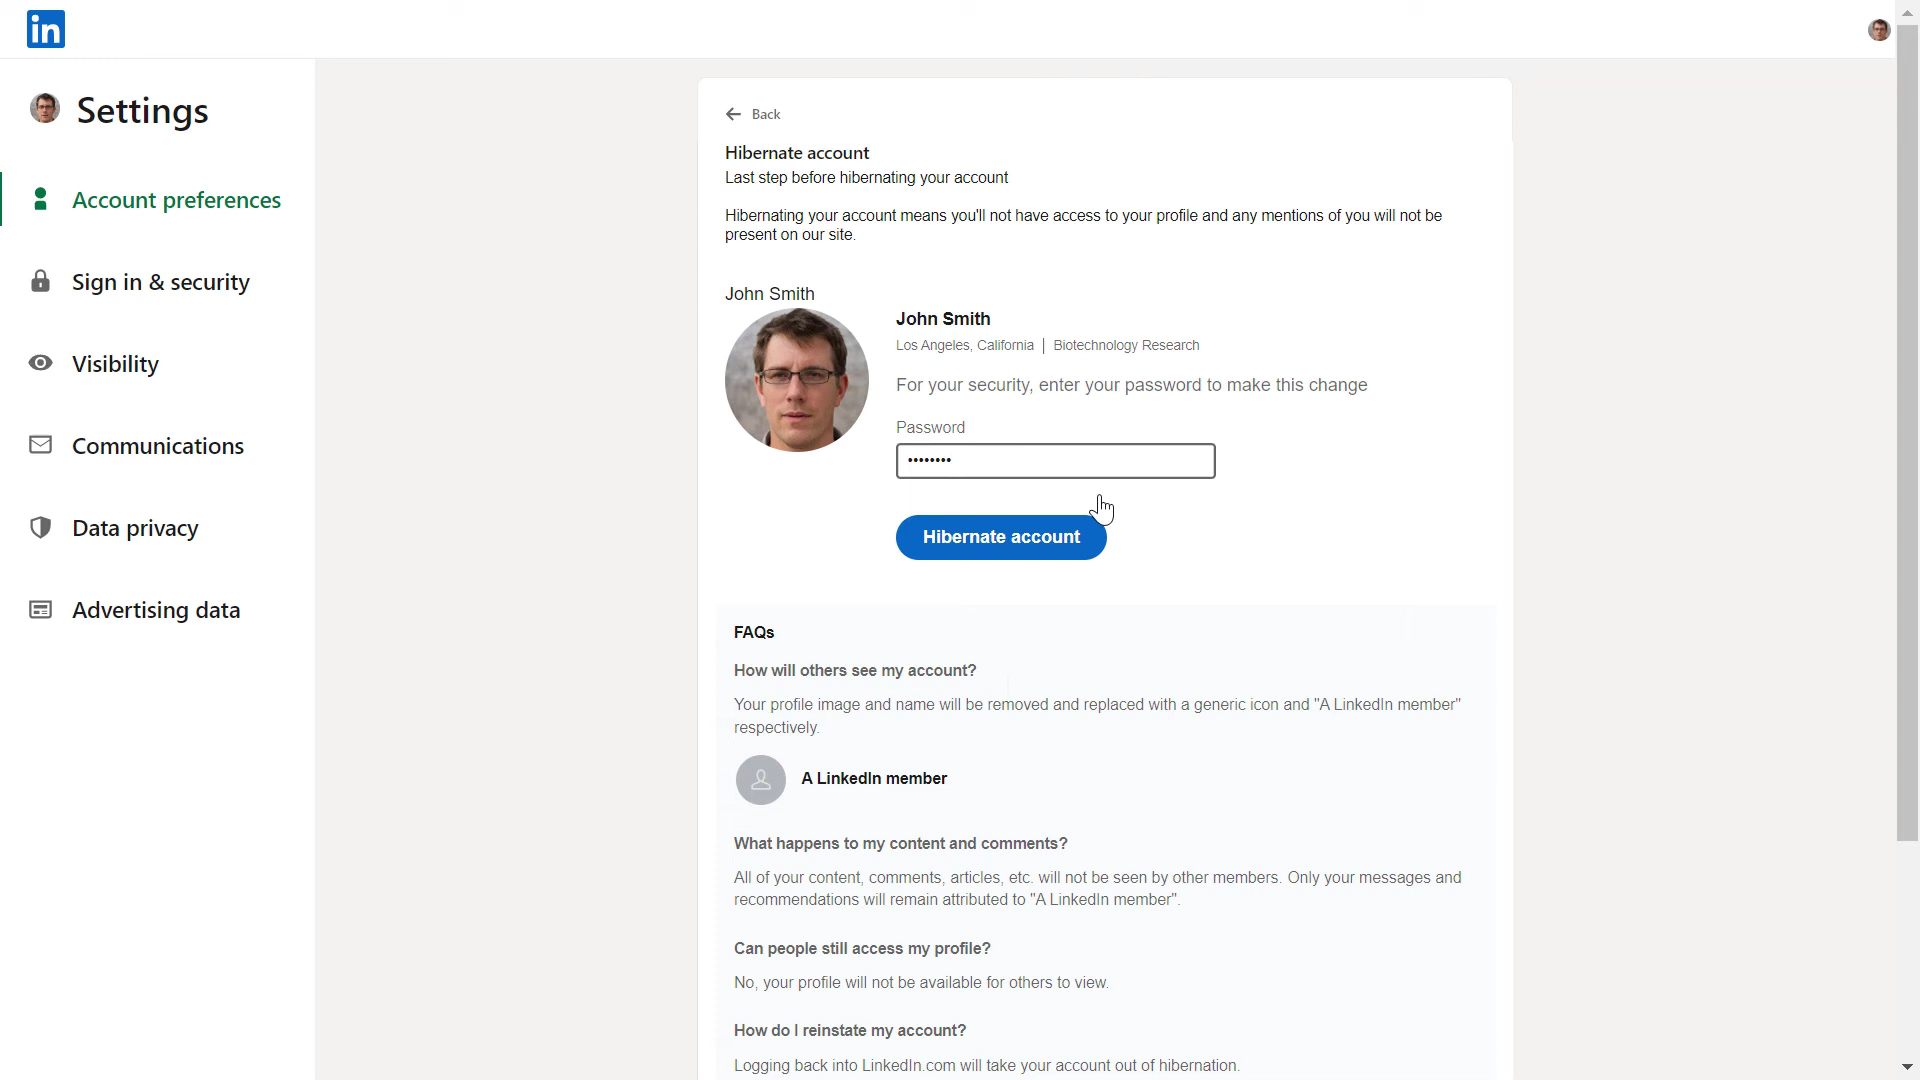 in
Settings
Account preferences
Sign in & security
Visibility
Communications
Data privacy
Advertising data
Back
Hibernate account
Last step before hibernating your account
Hibernating your account means you'll not have access to your profile and any mentions of you will not be
present on our site.
John Smith
John Smith
Los Angeles, California | Biotechnology Research
For your security, enter your password to make this change
Password
••••••••
Hibernate account
FAQs
How will others see my account?
Your profile image and name will be removed and replaced with a generic icon and "A LinkedIn member"
respectively.
A LinkedIn member
What happens to my content and comments?
All of your content, comments, articles, etc. will not be seen by other members. Only your messages and
recommendations will remain attributed to "A LinkedIn member".
Can people still access my profile?
No, your profile will not be available for others to view.
How do I reinstate my account?
Logging back into LinkedIn.com will take your account out of hibernation.